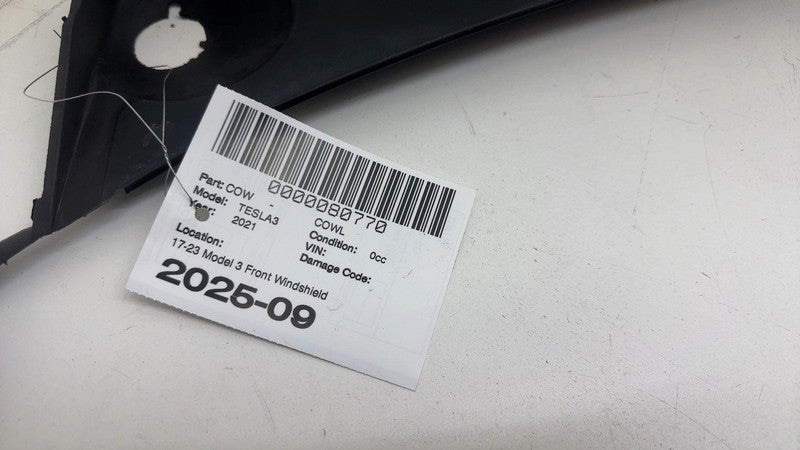 0000080770
Part: COW - COWL
Model: TESLA3 Condition: 0cc
Year: 2021 VIN:
Damage Code:
Location:
17-23 Model 3 Front Windshield
2025-09